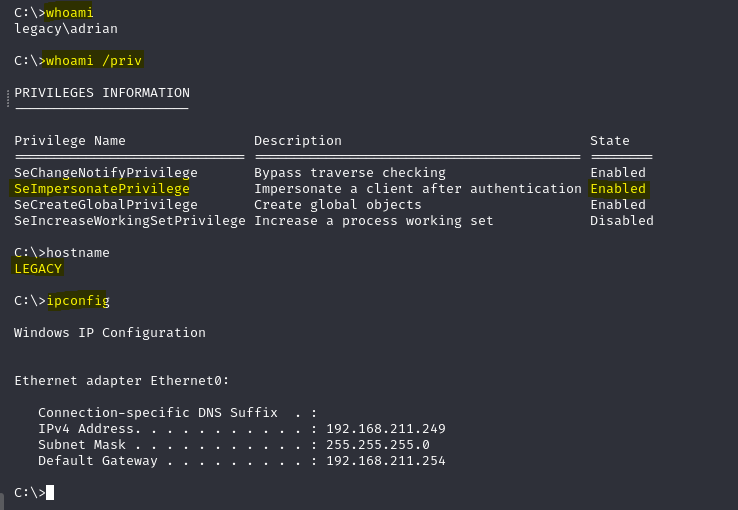 C:\>whoami
legacy\adrian
C:\>whoami /priv
PRIVILEGES INFORMATION
----------------------
Privilege Name Description State
============================= ========================================= ========
SeChangeNotifyPrivilege Bypass traverse checking Enabled
SeImpersonatePrivilege Impersonate a client after authentication Enabled
SeCreateGlobalPrivilege Create global objects Enabled
SeIncreaseWorkingSetPrivilege Increase a process working set Disabled
C:\>hostname
LEGACY
C:\>ipconfig
Windows IP Configuration
Ethernet adapter Ethernet0:
Connection-specific DNS Suffix . :
IPv4 Address. . . . . . . . . . . : 192.168.211.249
Subnet Mask . . . . . . . . . . . : 255.255.255.0
Default Gateway . . . . . . . . . : 192.168.211.254
C:\>